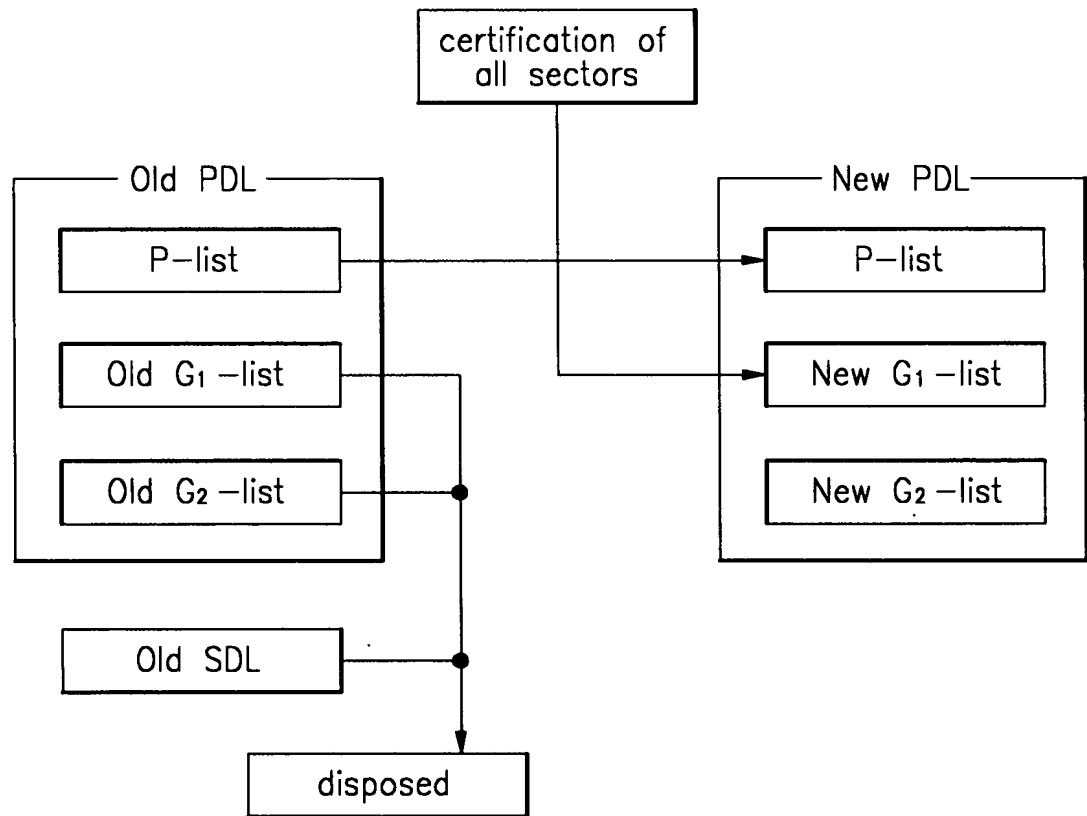 certification of
all sectors
Old PDL
New PDL
P-list
P-list
Old G1-list
New G1-list
Old G2-list
New G2-list
Old SDL
disposed